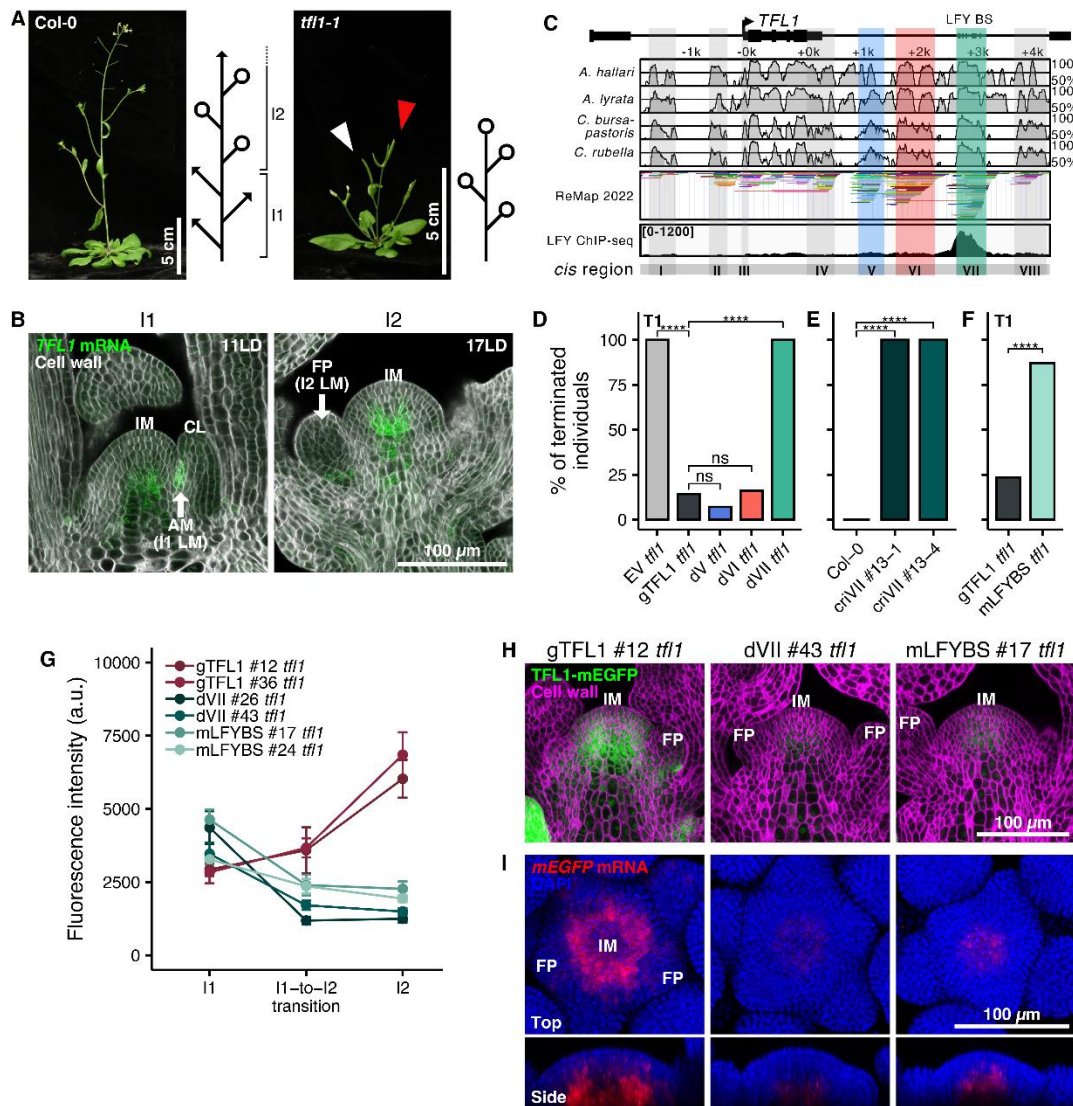 A
Col-0
tfl1-1
I2
I1
5 cm
5 cm
B
I1
I2
TFL1 mRNA
Cell wall
11LD
17LD
IM
CL
AM
(I1 LM)
FP
(I2 LM)
IM
100 µm
C
TFL1
LFY BS
-1k
-0k
+0k
+1k
+2k
+3k
+4k
A. hallari
100
50%
A. lyrata
100
50%
C. bursa-
pastoris
100
50%
C. rubella
100
50%
ReMap 2022
LFY ChIP-seq
[0-1200]
cis region
I
II
III
IV
V
VI
VII
VIII
D
T1
****
****
ns
ns
% of terminated
individuals
100
75
50
25
0
EV tfl1
gTFL1 tfl1
dV tfl1
dVI tfl1
dVII tfl1
E
****
****
Col-0
criVII #13-1
criVII #13-4
F
T1
****
gTFL1 tfl1
mLFYBS tfl1
G
Fluorescence intensity (a.u.)
10000
7500
5000
2500
0
gTFL1 #12 tfl1
gTFL1 #36 tfl1
dVII #26 tfl1
dVII #43 tfl1
mLFYBS #17 tfl1
mLFYBS #24 tfl1
I1
I1-to-I2
transition
I2
H
gTFL1 #12 tfl1
dVII #43 tfl1
mLFYBS #17 tfl1
TFL1-mEGFP
Cell wall
IM
FP
IM
FP
FP
IM
FP
100 µm
I
mEGFP mRNA
DAPI
IM
FP
FP
Top
100 µm
Side